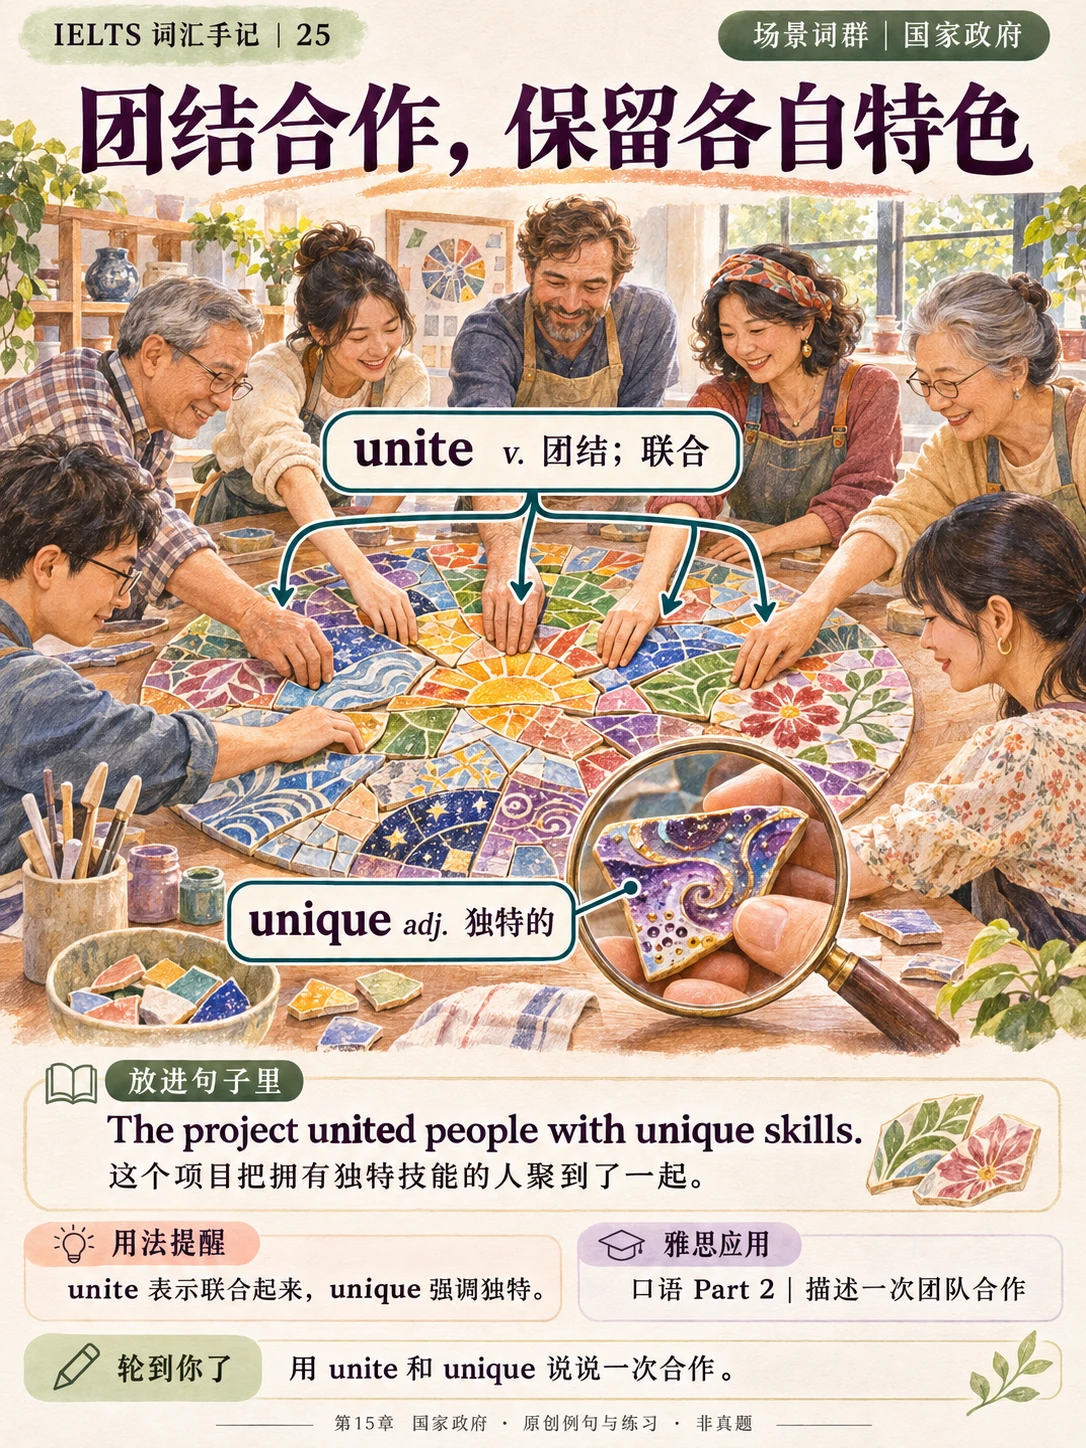 IELTS 词汇手记 | 25
场景词群 | 国家政府
团结合作，保留各自特色
unite v. 团结；联合
unique adj. 独特的
放进句子里
The project united people with unique skills.
这个项目把拥有独特技能的人聚到了一起。
用法提醒
unite 表示联合起来，unique 强调独特。
雅思应用
口语 Part 2 | 描述一次团队合作
轮到你了
用 unite 和 unique 说说一次合作。
第15章 国家政府 · 原创例句与练习 · 非真题